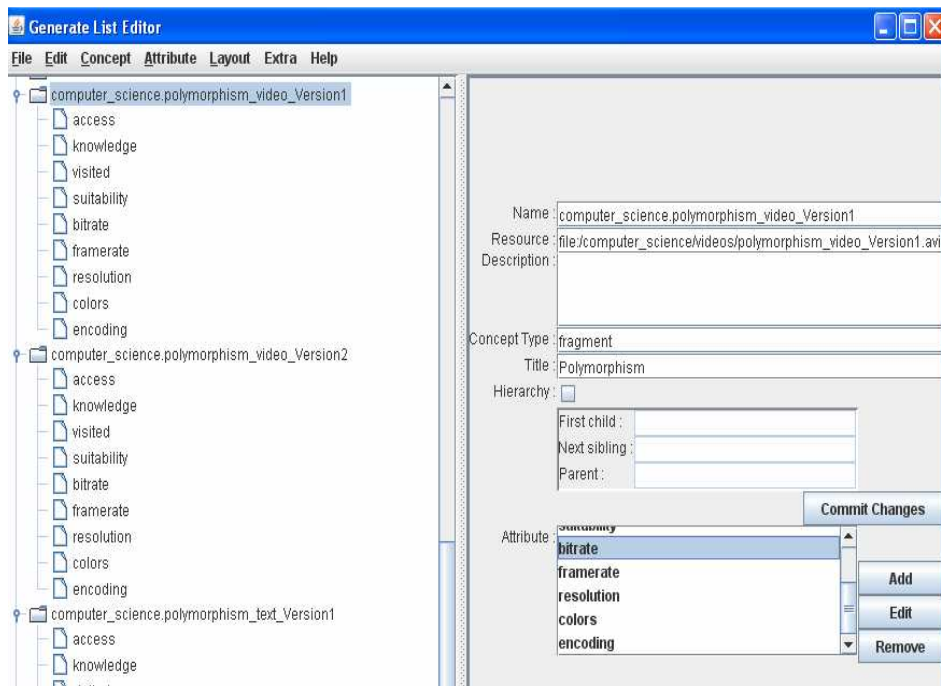 Generate List Editor
File Edit Concept Attribute Layout Extra Help
computer_science.polymorphism_video_Version1
access
knowledge
visited
suitability
bitrate
framerate
resolution
colors
encoding
computer_science.polymorphism_video_Version2
access
knowledge
visited
suitability
bitrate
framerate
resolution
colors
encoding
computer_science.polymorphism_text_Version1
access
knowledge
Name : computer_science.polymorphism_video_Version1
Resource : file:/computer_science/videos/polymorphism_video_Version1.avi
Description :
Concept Type : fragment
Title : Polymorphism
Hierarchy :
First child :
Next sibling :
Parent :
Commit Changes
Attribute : suitability
bitrate
framerate
resolution
colors
encoding
Add
Edit
Remove